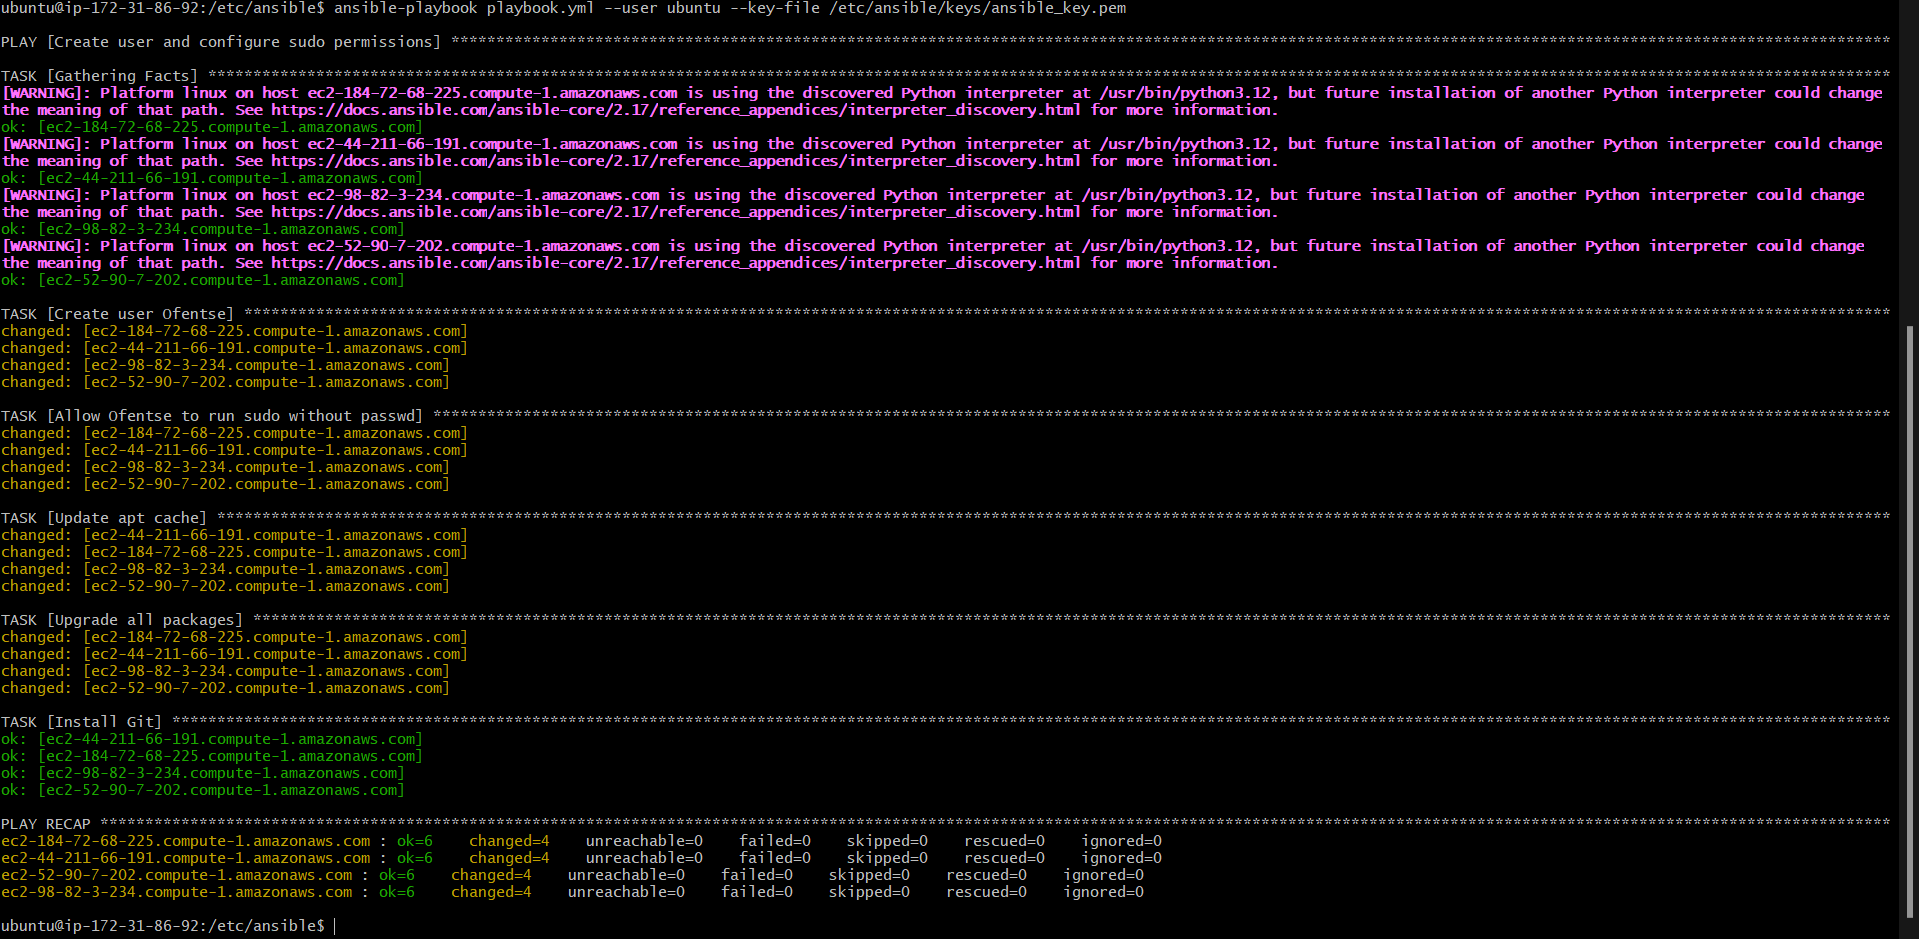 ubuntu@ip-172-31-86-92:/etc/ansible$ ansible-playbook playbook.yml --user ubuntu --key-file /etc/ansible/keys/ansible_key.pem
PLAY [Create user and configure sudo permissions] ****************************************************************************************************************************************************************
TASK [Gathering Facts] *******************************************************************************************************************************************************************************************
[WARNING]: Platform linux on host ec2-184-72-68-225.compute-1.amazonaws.com is using the discovered Python interpreter at /usr/bin/python3.12, but future installation of another Python interpreter could change
the meaning of that path. See https://docs.ansible.com/ansible-core/2.17/reference_appendices/interpreter_discovery.html for more information.
ok: [ec2-184-72-68-225.compute-1.amazonaws.com]
[WARNING]: Platform linux on host ec2-44-211-66-191.compute-1.amazonaws.com is using the discovered Python interpreter at /usr/bin/python3.12, but future installation of another Python interpreter could change
the meaning of that path. See https://docs.ansible.com/ansible-core/2.17/reference_appendices/interpreter_discovery.html for more information.
ok: [ec2-44-211-66-191.compute-1.amazonaws.com]
[WARNING]: Platform linux on host ec2-98-82-3-234.compute-1.amazonaws.com is using the discovered Python interpreter at /usr/bin/python3.12, but future installation of another Python interpreter could change
the meaning of that path. See https://docs.ansible.com/ansible-core/2.17/reference_appendices/interpreter_discovery.html for more information.
ok: [ec2-98-82-3-234.compute-1.amazonaws.com]
[WARNING]: Platform linux on host ec2-52-90-7-202.compute-1.amazonaws.com is using the discovered Python interpreter at /usr/bin/python3.12, but future installation of another Python interpreter could change
the meaning of that path. See https://docs.ansible.com/ansible-core/2.17/reference_appendices/interpreter_discovery.html for more information.
ok: [ec2-52-90-7-202.compute-1.amazonaws.com]
TASK [Create user Ofentse] ***************************************************************************************************************************************************************************************
changed: [ec2-184-72-68-225.compute-1.amazonaws.com]
changed: [ec2-44-211-66-191.compute-1.amazonaws.com]
changed: [ec2-98-82-3-234.compute-1.amazonaws.com]
changed: [ec2-52-90-7-202.compute-1.amazonaws.com]
TASK [Allow Ofentse to run sudo without passwd] ******************************************************************************************************************************************************************
changed: [ec2-184-72-68-225.compute-1.amazonaws.com]
changed: [ec2-44-211-66-191.compute-1.amazonaws.com]
changed: [ec2-98-82-3-234.compute-1.amazonaws.com]
changed: [ec2-52-90-7-202.compute-1.amazonaws.com]
TASK [Update apt cache] ******************************************************************************************************************************************************************************************
changed: [ec2-44-211-66-191.compute-1.amazonaws.com]
changed: [ec2-184-72-68-225.compute-1.amazonaws.com]
changed: [ec2-98-82-3-234.compute-1.amazonaws.com]
changed: [ec2-52-90-7-202.compute-1.amazonaws.com]
TASK [Upgrade all packages] **************************************************************************************************************************************************************************************
changed: [ec2-184-72-68-225.compute-1.amazonaws.com]
changed: [ec2-44-211-66-191.compute-1.amazonaws.com]
changed: [ec2-98-82-3-234.compute-1.amazonaws.com]
changed: [ec2-52-90-7-202.compute-1.amazonaws.com]
TASK [Install Git] ***********************************************************************************************************************************************************************************************
ok: [ec2-44-211-66-191.compute-1.amazonaws.com]
ok: [ec2-184-72-68-225.compute-1.amazonaws.com]
ok: [ec2-98-82-3-234.compute-1.amazonaws.com]
ok: [ec2-52-90-7-202.compute-1.amazonaws.com]
PLAY RECAP *******************************************************************************************************************************************************************************************************
ec2-184-72-68-225.compute-1.amazonaws.com : ok=6    changed=4    unreachable=0    failed=0    skipped=0    rescued=0    ignored=0
ec2-44-211-66-191.compute-1.amazonaws.com : ok=6    changed=4    unreachable=0    failed=0    skipped=0    rescued=0    ignored=0
ec2-52-90-7-202.compute-1.amazonaws.com : ok=6    changed=4    unreachable=0    failed=0    skipped=0    rescued=0    ignored=0
ec2-98-82-3-234.compute-1.amazonaws.com : ok=6    changed=4    unreachable=0    failed=0    skipped=0    rescued=0    ignored=0
ubuntu@ip-172-31-86-92:/etc/ansible$